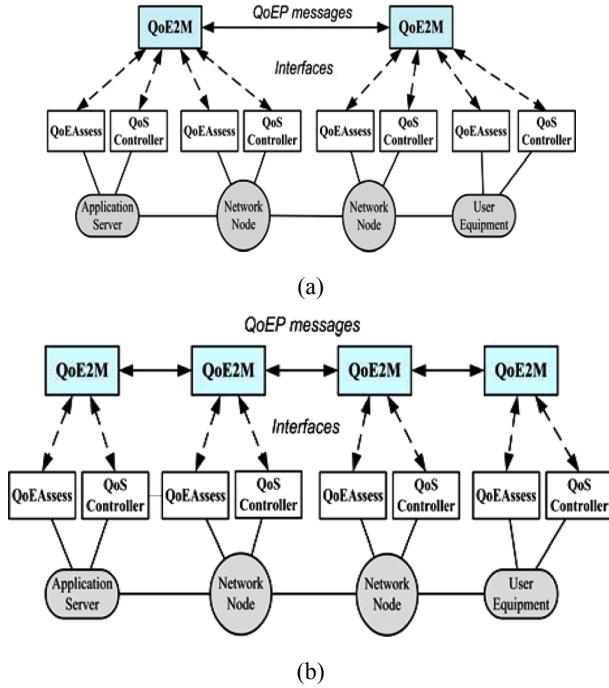 QoEP messages
QoE2M QoE2M
Interfaces
QoEAssess QoS Controller QoEAssess QoS Controller QoEAssess QoS Controller QoEAssess QoS Controller
Application Server Network Node Network Node User Equipment
(a)
QoEP messages
QoE2M QoE2M QoE2M QoE2M
Interfaces
QoEAssess QoS Controller QoEAssess QoS Controller QoEAssess QoS Controller QoEAssess QoS Controller
Application Server Network Node Network Node User Equipment
(b)